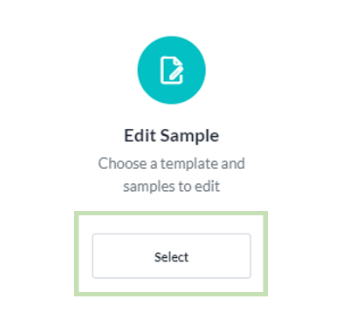 Edit Sample
Choose a template and
samples to edit
Select